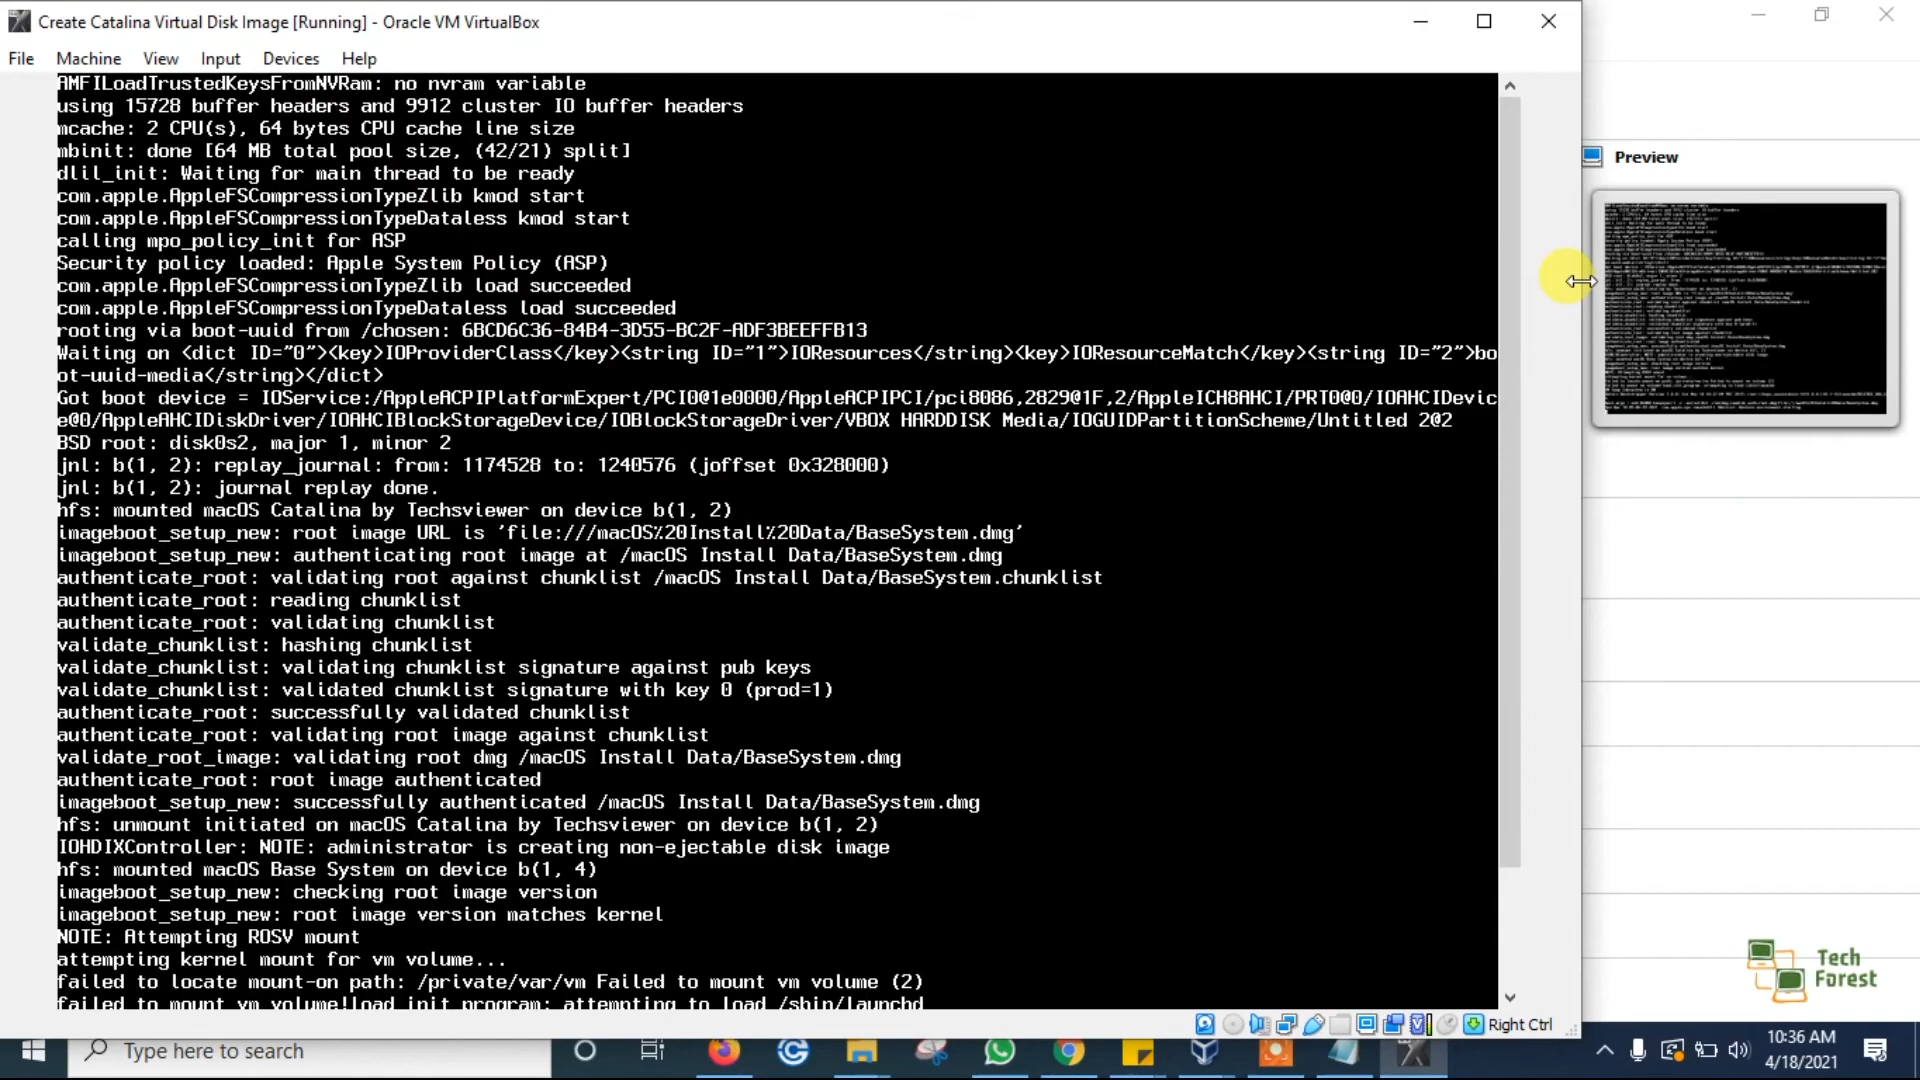 Create Catalina Virtual Disk Image [Running] - Oracle VM VirtualBox
File Machine View Input Devices Help
AMFILoadTrustedKeysFromNVRam: no nvram variable
using 15728 buffer headers and 9912 cluster IO buffer headers
mcache: 2 CPU(s), 64 bytes CPU cache line size
mbinit: done [64 MB total pool size, (42/21) split]
dlil_init: Waiting for main thread to be ready
com.apple.AppleFSCompressionTypeZlib kmod start
com.apple.AppleFSCompressionTypeDataless kmod start
calling mpo_policy_init for ASP
Security policy loaded: Apple System Policy (ASP)
com.apple.AppleFSCompressionTypeZlib load succeeded
com.apple.AppleFSCompressionTypeDataless load succeeded
rooting via boot-uuid from /chosen: 6BCD6C36-84B4-3D55-BC2F-ADF3BEEFFB13
Waiting on <dict ID="0"><key>IOProviderClass</key><string ID="1">IOResources</string><key>IOResourceMatch</key><string ID="2">bo
ot-uuid-media</string></dict>
Got boot device = IOService:/AppleACPIPlatformExpert/PCI0@1e0000/AppleACPIPCI/pci8086,2829@1F,2/AppleICH8AHCI/PRT0@0/IOAHCIDevic
e@0/AppleAHCIDiskDriver/IOAHCIBlockStorageDevice/IOBlockStorageDriver/VBOX HARDDISK Media/IOGUIDPartitionScheme/Untitled 2@2
BSD root: disk0s2, major 1, minor 2
jnl: b(1, 2): replay_journal: from: 1174528 to: 1240576 (joffset 0x328000)
jnl: b(1, 2): journal replay done.
hfs: mounted macOS Catalina by Techsviewer on device b(1, 2)
imageboot_setup_new: root image URL is 'file:///macOS%20Install%20Data/BaseSystem.dmg'
imageboot_setup_new: authenticating root image at /macOS Install Data/BaseSystem.dmg
authenticate_root: validating root against chunklist /macOS Install Data/BaseSystem.chunklist
authenticate_root: reading chunklist
authenticate_root: validating chunklist
validate_chunklist: hashing chunklist
validate_chunklist: validating chunklist signature against pub keys
validate_chunklist: validated chunklist signature with key 0 (prod=1)
authenticate_root: successfully validated chunklist
authenticate_root: validating root image against chunklist
validate_root_image: validating root dmg /macOS Install Data/BaseSystem.dmg
authenticate_root: root image authenticated
imageboot_setup_new: successfully authenticated /macOS Install Data/BaseSystem.dmg
hfs: unmount initiated on macOS Catalina by Techsviewer on device b(1, 2)
IOHDIXController: NOTE: administrator is creating non-ejectable disk image
hfs: mounted macOS Base System on device b(1, 4)
imageboot_setup_new: checking root image version
imageboot_setup_new: root image version matches kernel
NOTE: Attempting ROSV mount
attempting kernel mount for vm volume...
failed to locate mount-on path: /private/var/vm Failed to mount vm volume (2)
failed to mount vm volume!load_init_program: attempting to load /sbin/launchd
Right Ctrl
Preview
Tech
Forest
Type here to search
10:36 AM
4/18/2021